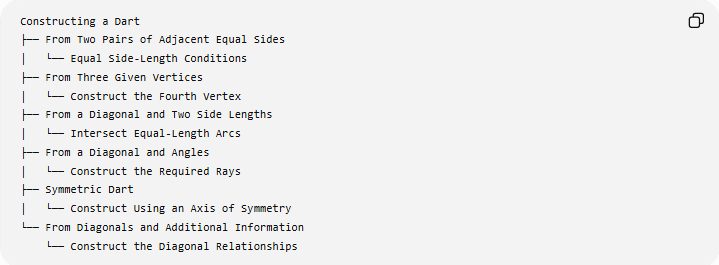 Constructing a Dart
├── From Two Pairs of Adjacent Equal Sides
│   └── Equal Side-Length Conditions
├── From Three Given Vertices
│   └── Construct the Fourth Vertex
├── From a Diagonal and Two Side Lengths
│   └── Intersect Equal-Length Arcs
├── From a Diagonal and Angles
│   └── Construct the Required Rays
├── Symmetric Dart
│   └── Construct Using an Axis of Symmetry
└── From Diagonals and Additional Information
    └── Construct the Diagonal Relationships